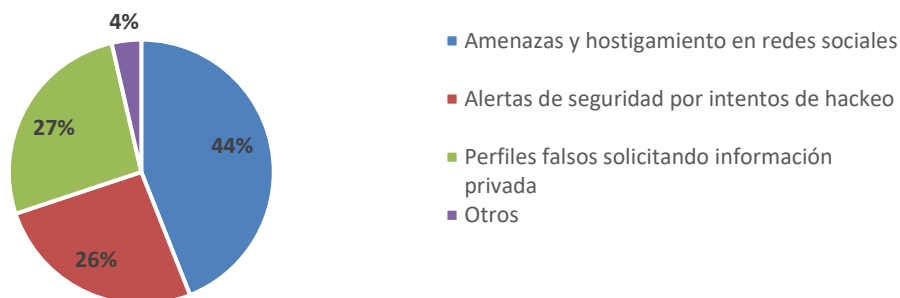 4%
27%
44%
26%
Amenazas y hostigamiento en redes sociales
Alertas de seguridad por intentos de hackeo
Perfiles falsos solicitando información
privada
Otros